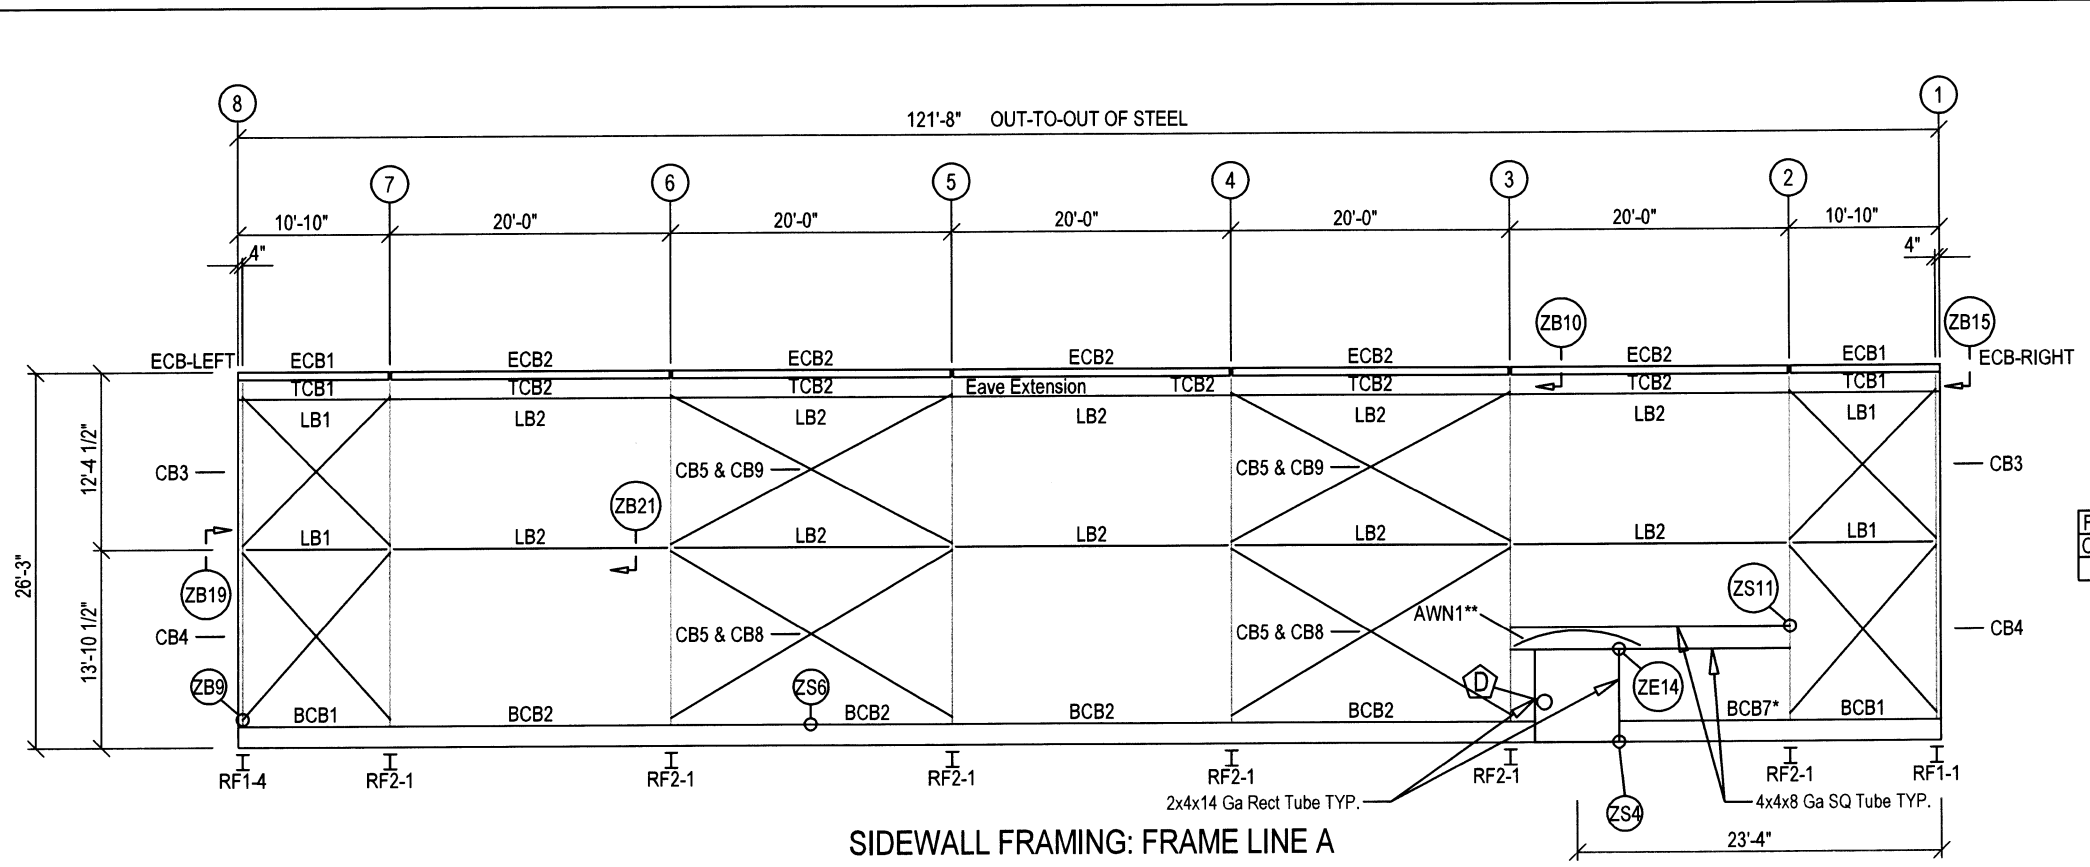 8
1
121'-8" OUT-TO-OUT OF STEEL
7
6
5
4
3
2
10'-10" 20'-0" 20'-0" 20'-0" 20'-0" 20'-0" 10'-10"
4" 4"
ZB10 ZB15
ECB-LEFT ECB1 ECB2 ECB2 ECB2 ECB2 ECB2 ECB1 ECB-RIGHT
TCB1 TCB2 TCB2 Eave Extension TCB2 TCB2 TCB2 TCB1
LB1 LB2 LB2 LB2 LB2 LB2 LB1
12'-4 1/2"
CB3 CB5 & CB9 CB5 & CB9 CB3
ZB21
LB1 LB2 LB2 LB2 LB2 LB2 LB1
26'-3"
ZB19 ZS11
13'-10 1/2"
AWN1**
CB4 CB5 & CB8 CB5 & CB8 CB4
ZB9 ZS6 D ZE14
BCB1 BCB2 BCB2 BCB2 BCB2 BCB7* BCB1
RF1-4 RF2-1 RF2-1 RF2-1 RF2-1 RF2-1 RF2-1 RF1-1
2x4x14 Ga Rect Tube TYP. 4x4x8 Ga SQ Tube TYP.
ZS4
SIDEWALL FRAMING: FRAME LINE A
23'-4"